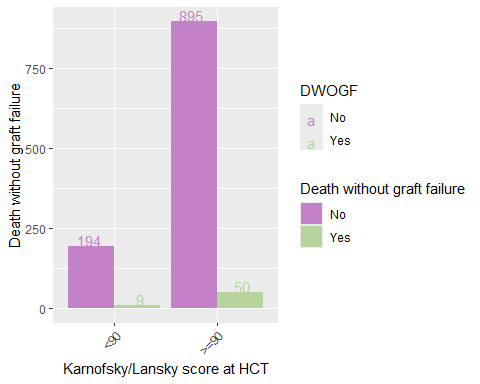 Death without graft failure
750
500
250
0
895
194
9
50
<90
>=90
Karnofsky/Lansky score at HCT
DWOGF
a No
a Yes
Death without graft failure
No
Yes